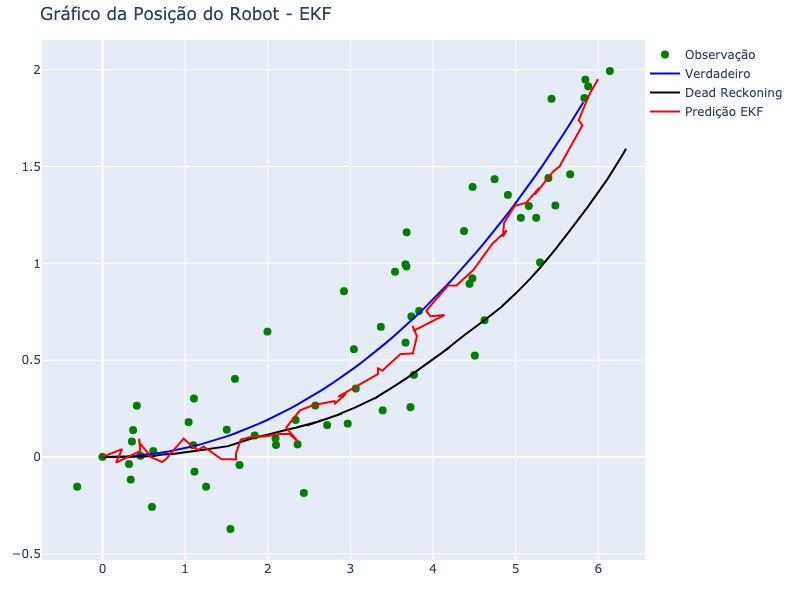 Gráfico da Posição do Robot - EKF
Observação
Verdadeiro
Dead Reckoning
Predição EKF
2
1.5
1
0.5
0
−0.5
0 1 2 3 4 5 6